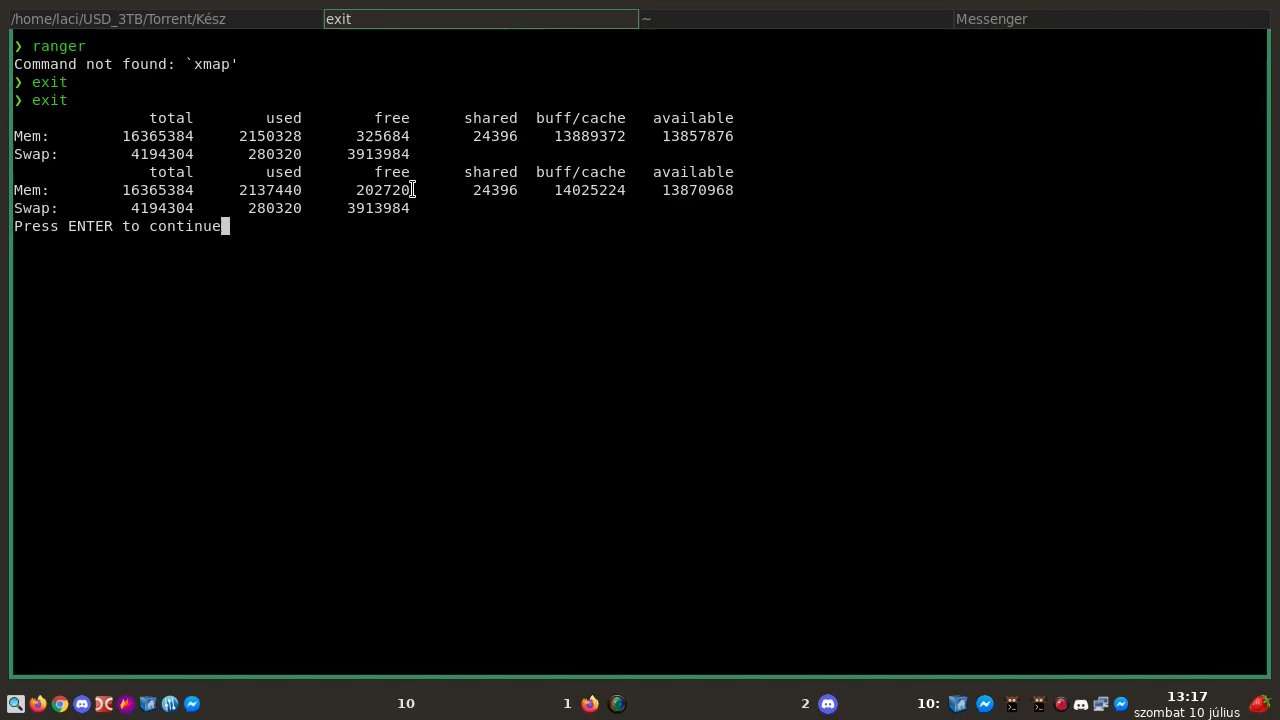 /home/laci/USD_3TB/Torrent/Kész exit ~ Messenger
❯ ranger
Command not found: `xmap'
❯ exit
❯ exit
total used free shared buff/cache available
Mem: 16365384 2150328 325684 24396 13889372 13857876
Swap: 4194304 280320 3913984
total used free shared buff/cache available
Mem: 16365384 2137440 202720 24396 14025224 13870968
Swap: 4194304 280320 3913984
Press ENTER to continue
10 1 2 10: 13:17
szombat 10 július